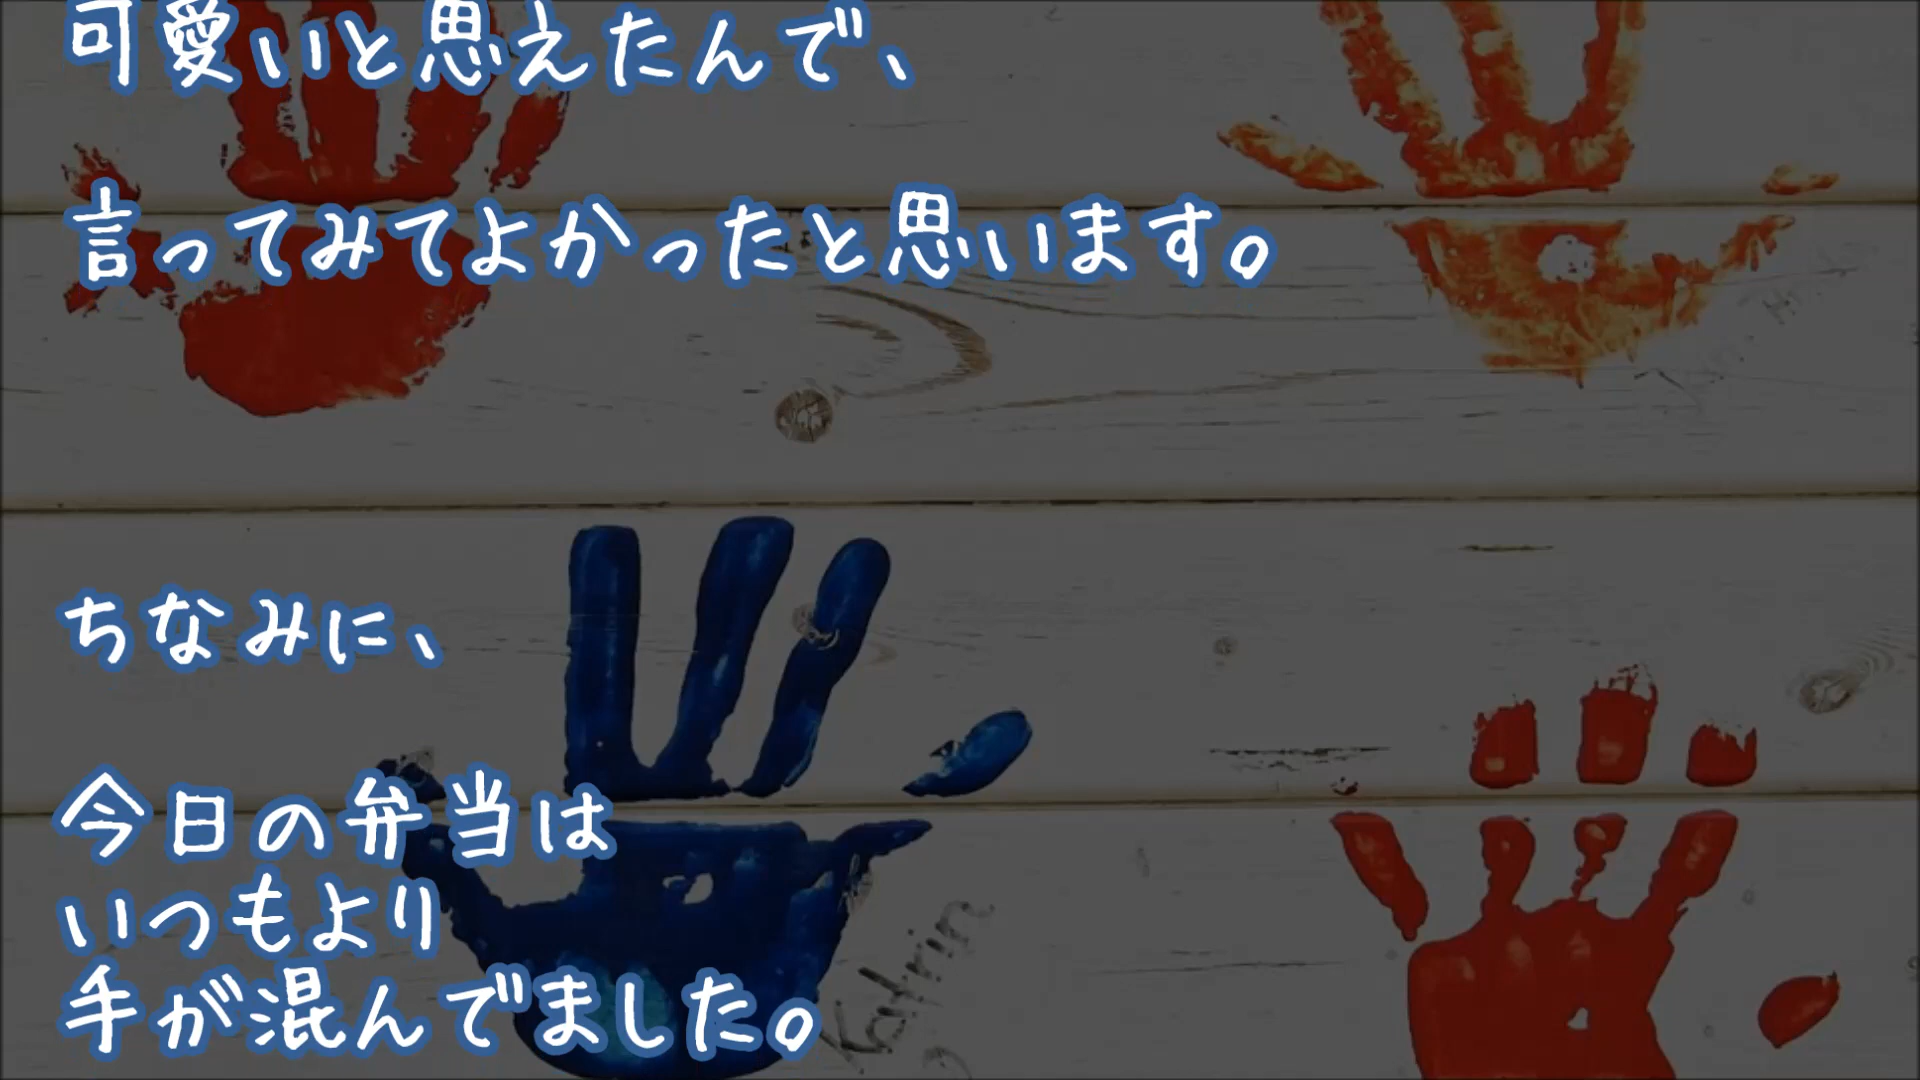 可愛いと思えたんで、
言ってみてよかったと思います。
ちなみに、
今日の弁当は
いつもより
手が混んでました。
Katrin